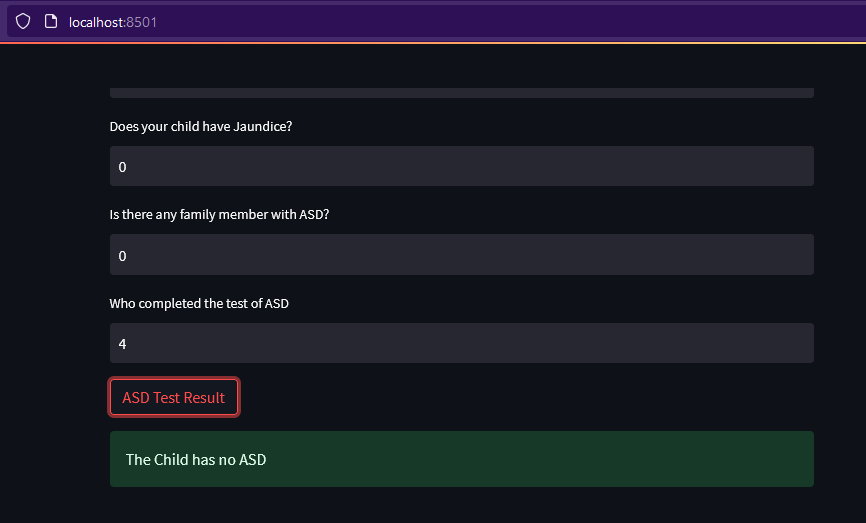 localhost:8501
Does your child have Jaundice?
0
Is there any family member with ASD?
0
Who completed the test of ASD
4
ASD Test Result
The Child has no ASD